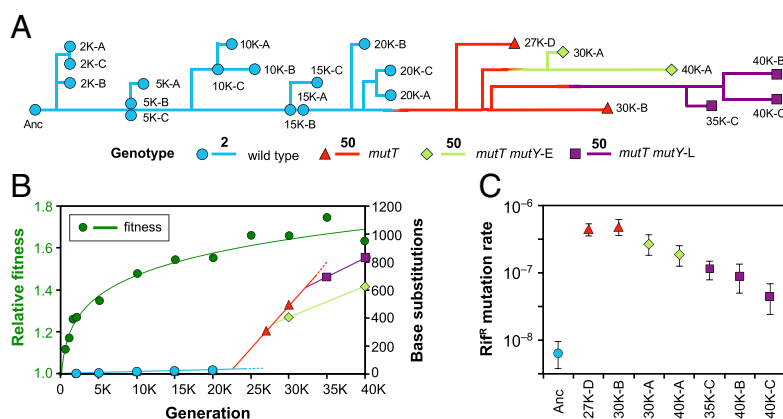 A
2K-A
2K-C
2K-B
Anc
5K-A
5K-B
5K-C
10K-A
10K-B
10K-C
15K-C
15K-A
15K-B
20K-B
20K-C
20K-A
27K-D
30K-A
40K-A
30K-B
35K-C
40K-B
40K-C
Genotype
2
wild type
50
mutT
50
mutT mutY-E
50
mutT mutY-L
B
fitness
Relative fitness
1.8
1.6
1.4
1.2
1.0
Base substitutions
1200
1000
800
600
400
200
0
0
5K
10K
15K
20K
25K
30K
35K
40K
Generation
C
Rifᴿ mutation rate
10⁻⁶
10⁻⁷
10⁻⁸
Anc
27K-D
30K-B
30K-A
40K-A
35K-C
40K-B
40K-C